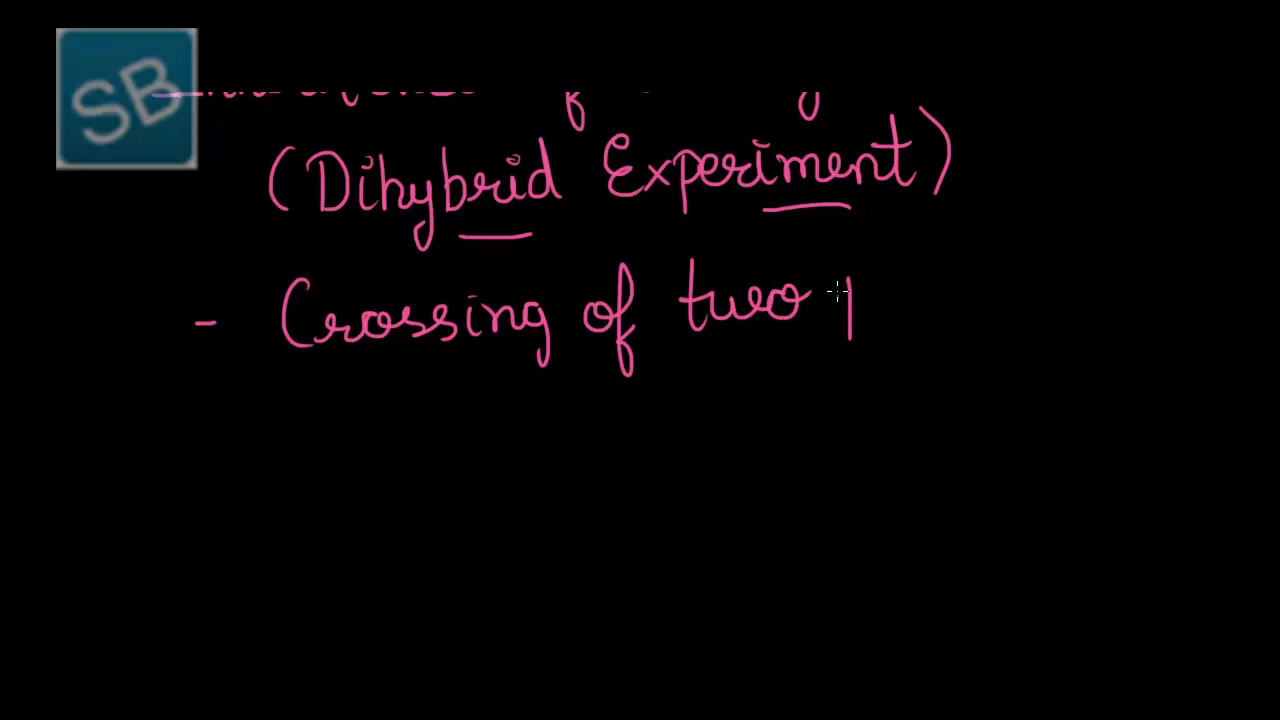 SB
(Dihybrid Experiment)
- Crossing of two